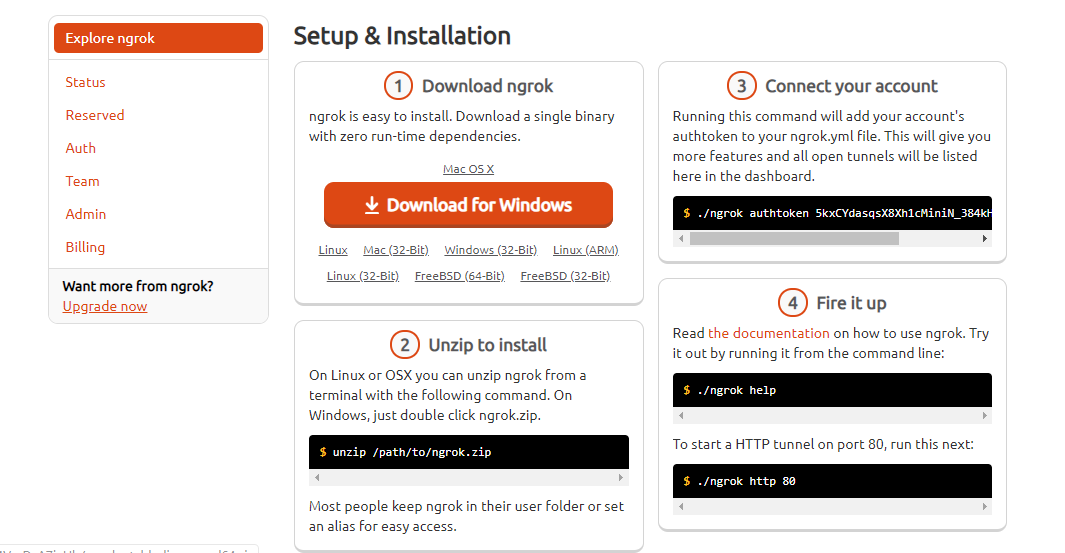 Explore ngrok
Status
Reserved
Auth
Team
Admin
Billing
Want more from ngrok?
Upgrade now
Setup & Installation
1 Download ngrok
ngrok is easy to install. Download a single binary
with zero run-time dependencies.
Mac OS X
Download for Windows
Linux Mac (32-Bit) Windows (32-Bit) Linux (ARM)
Linux (32-Bit) FreeBSD (64-Bit) FreeBSD (32-Bit)
2 Unzip to install
On Linux or OSX you can unzip ngrok from a
terminal with the following command. On
Windows, just double click ngrok.zip.
$ unzip /path/to/ngrok.zip
Most people keep ngrok in their user folder or set
an alias for easy access.
3 Connect your account
Running this command will add your account's
authtoken to your ngrok.yml file. This will give you
more features and all open tunnels will be listed
here in the dashboard.
$ ./ngrok authtoken 5kxCYdasqsX8Xh1cMiniN_384kH
4 Fire it up
Read the documentation on how to use ngrok. Try
it out by running it from the command line:
$ ./ngrok help
To start a HTTP tunnel on port 80, run this next:
$ ./ngrok http 80